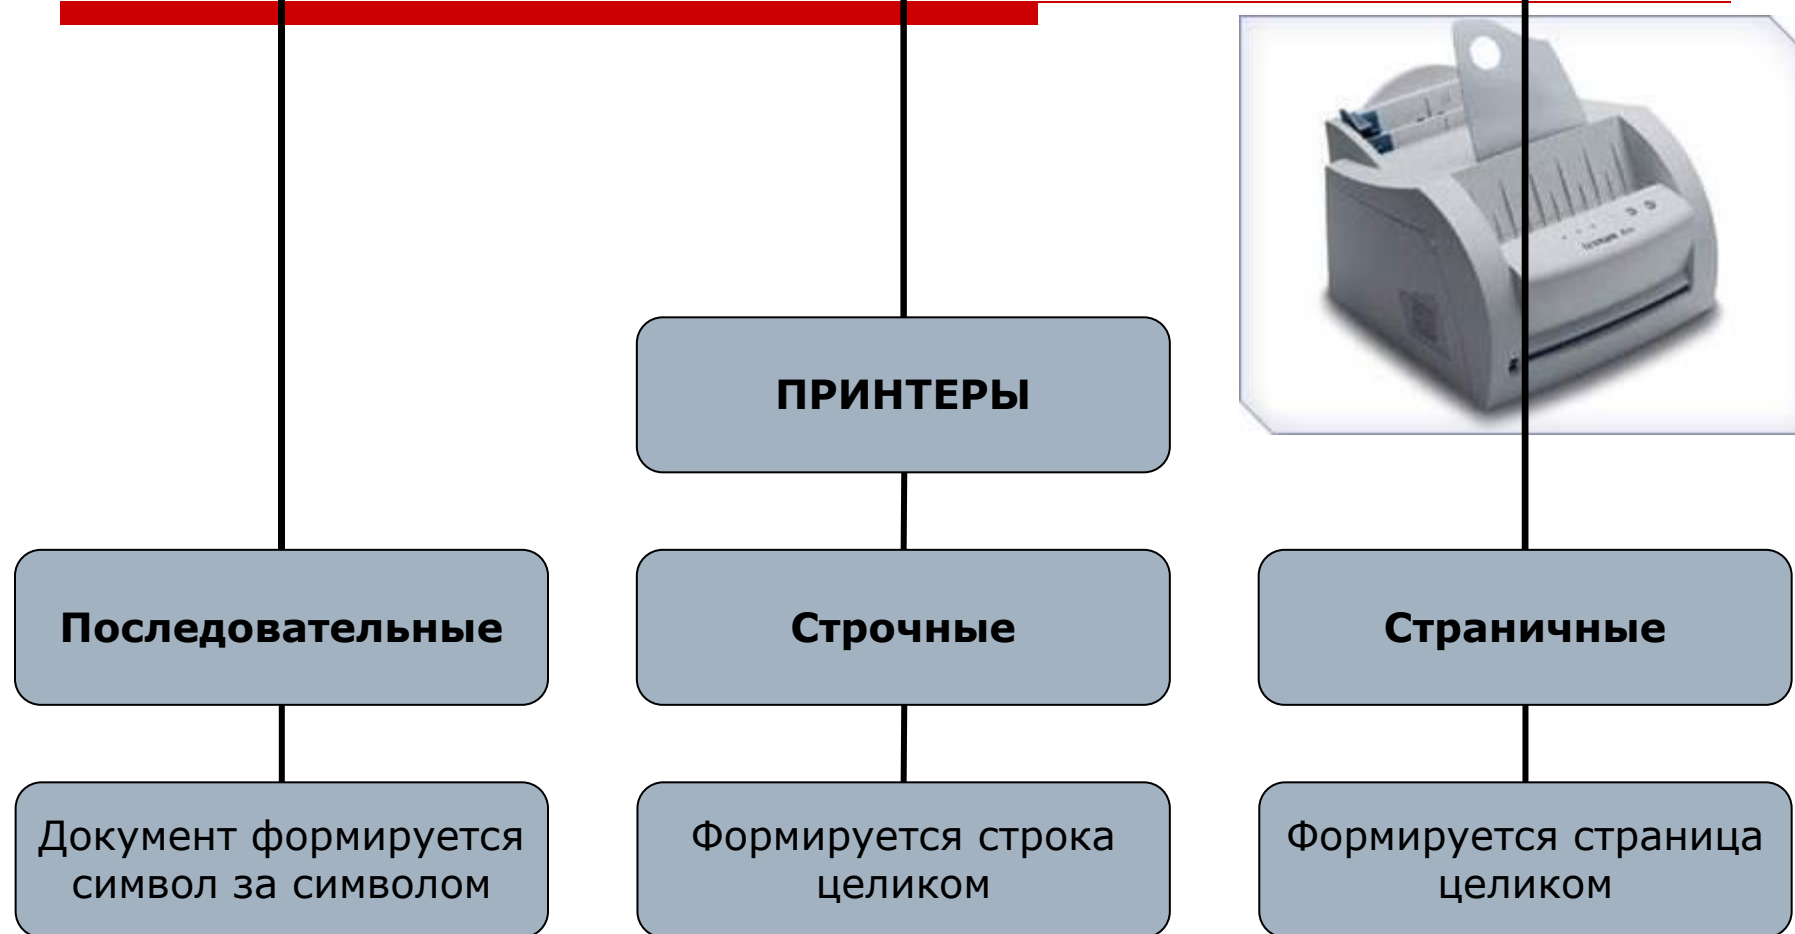 ПРИНТЕРЫ
Последовательные
Строчные
Страничные
Документ формируется
символ за символом
Формируется строка
целиком
Формируется страница
целиком